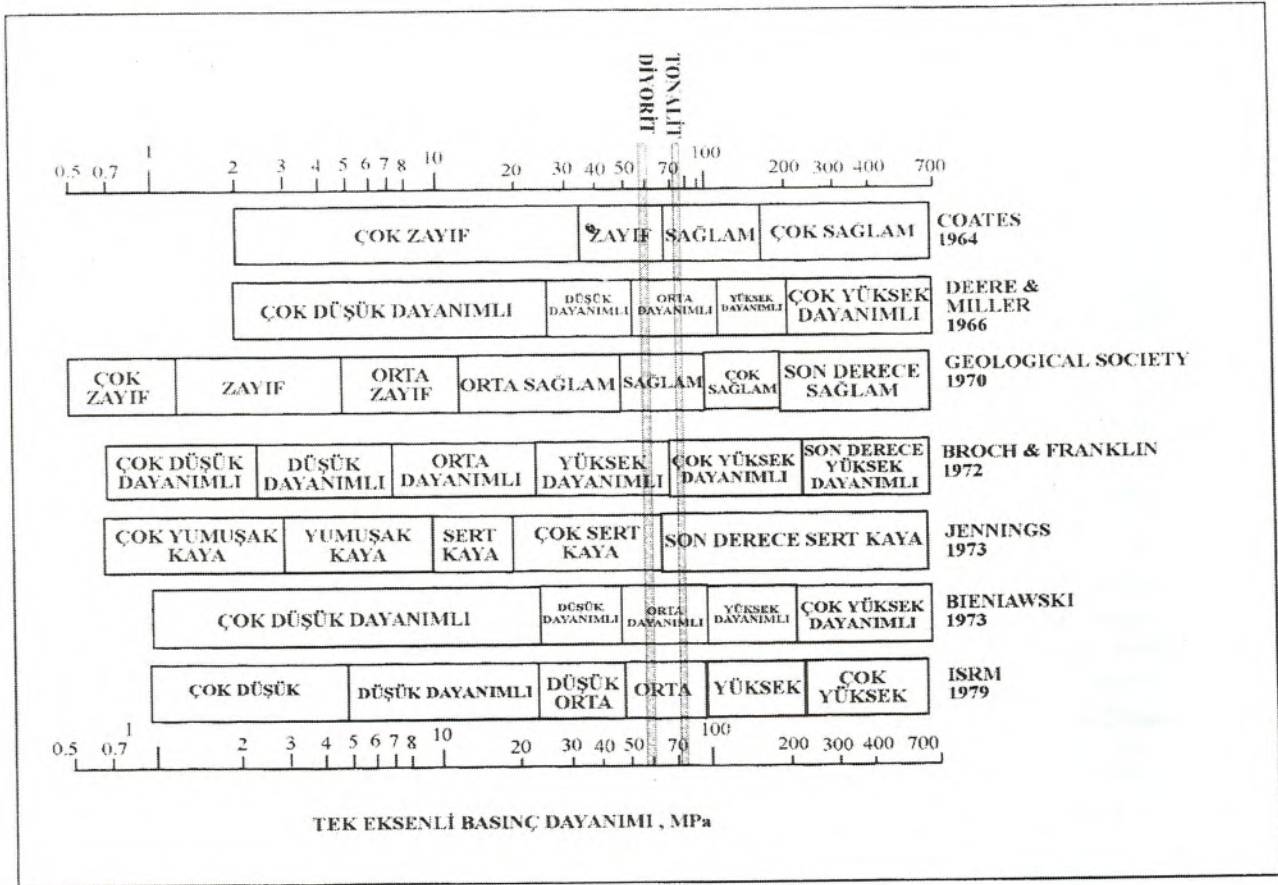 DİYORİT
TONALİT
0.5 0.7 1 2 3 4 5 6 7 8 10 20 30 40 50 70 100 200 300 400 700
ÇOK ZAYIF ZAYIF SAĞLAM ÇOK SAĞLAM
COATES
1964
ÇOK DÜŞÜK DAYANIMLI
DÜŞÜK
DAYANIMLI
ORTA
DAYANIMLI
YÜKSEK
DAYANIMLI
ÇOK YÜKSEK
DAYANIMLI
DEERE &
MILLER
1966
ÇOK
ZAYIF
ZAYIF
ORTA
ZAYIF
ORTA SAĞLAM
SAĞLAM
ÇOK
SAĞLAM
SON DERECE
SAĞLAM
GEOLOGICAL SOCIETY
1970
ÇOK DÜŞÜK
DAYANIMLI
DÜŞÜK
DAYANIMLI
ORTA
DAYANIMLI
YÜKSEK
DAYANIMLI
ÇOK YÜKSEK
DAYANIMLI
SON DERECE
YÜKSEK
DAYANIMLI
BROCH & FRANKLIN
1972
ÇOK YUMUŞAK
KAYA
YUMUŞAK
KAYA
SERT
KAYA
ÇOK SERT
KAYA
SON DERECE SERT KAYA
JENNINGS
1973
ÇOK DÜŞÜK DAYANIMLI
DÜŞÜK
DAYANIMLI
ORTA
DAYANIMLI
YÜKSEK
DAYANIMLI
ÇOK YÜKSEK
DAYANIMLI
BIENIAWSKI
1973
ÇOK DÜŞÜK
DÜŞÜK DAYANIMLI
DÜŞÜK
ORTA
ORTA
YÜKSEK
ÇOK
YÜKSEK
ISRM
1979
0.5 0.7 1 2 3 4 5 6 7 8 10 20 30 40 50 70 100 200 300 400 700
TEK EKSENLİ BASINÇ DAYANIMI , MPa